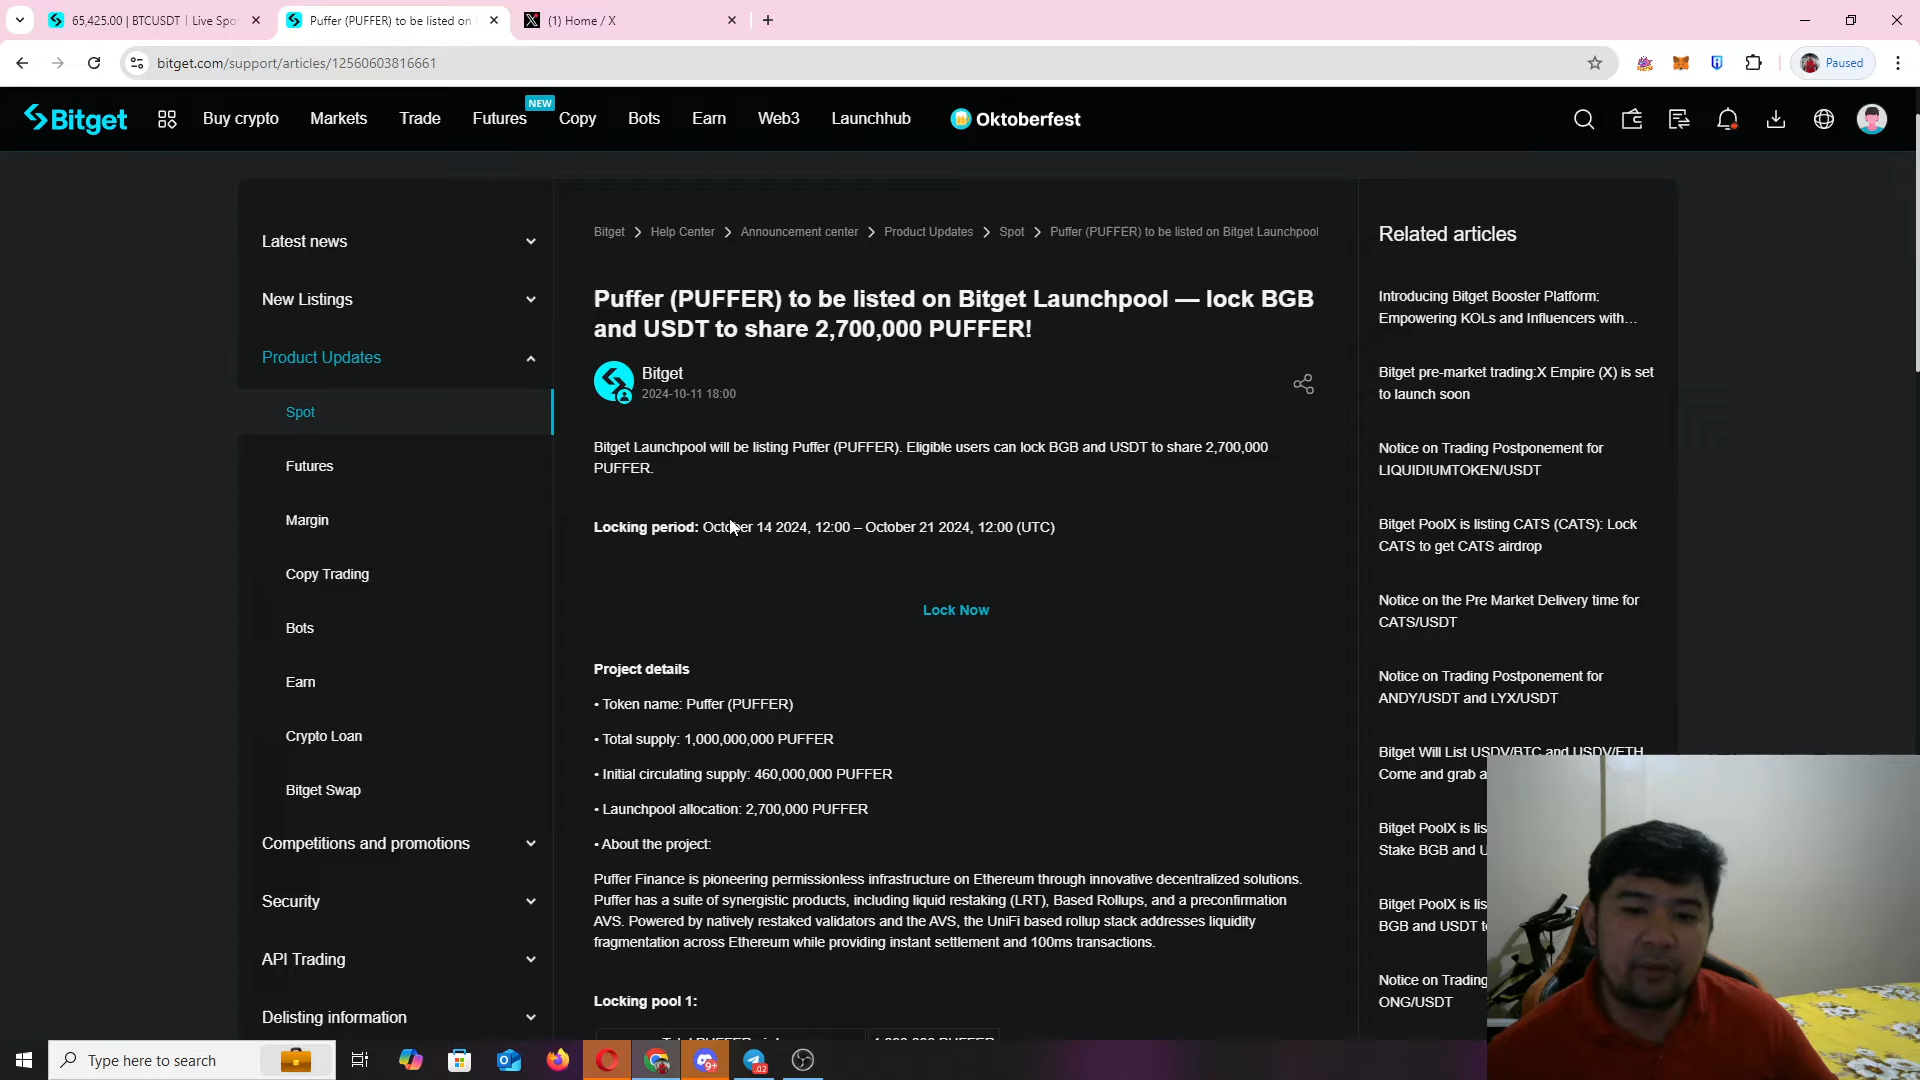 65,425.00 | BTCUSDT | Live Spo
Puffer (PUFFER) to be listed on
(1) Home / X
bitget.com/support/articles/12560603816661
Paused
Bitget
Buy crypto
Markets
Trade
Futures
NEW
Copy
Bots
Earn
Web3
Launchhub
Oktoberfest
Latest news
New Listings
Product Updates
Spot
Futures
Margin
Copy Trading
Bots
Earn
Crypto Loan
Bitget Swap
Competitions and promotions
Security
API Trading
Delisting information
Bitget > Help Center > Announcement center > Product Updates > Spot > Puffer (PUFFER) to be listed on Bitget Launchpool
Puffer (PUFFER) to be listed on Bitget Launchpool — lock BGB
and USDT to share 2,700,000 PUFFER!
Bitget
2024-10-11 18:00
Bitget Launchpool will be listing Puffer (PUFFER). Eligible users can lock BGB and USDT to share 2,700,000
PUFFER.
Locking period: October 14 2024, 12:00 – October 21 2024, 12:00 (UTC)
Lock Now
Project details
• Token name: Puffer (PUFFER)
• Total supply: 1,000,000,000 PUFFER
• Initial circulating supply: 460,000,000 PUFFER
• Launchpool allocation: 2,700,000 PUFFER
• About the project:
Puffer Finance is pioneering permissionless infrastructure on Ethereum through innovative decentralized solutions.
Puffer has a suite of synergistic products, including liquid restaking (LRT), Based Rollups, and a preconfirmation
AVS. Powered by natively restaked validators and the AVS, the UniFi based rollup stack addresses liquidity
fragmentation across Ethereum while providing instant settlement and 100ms transactions.
Locking pool 1:
Related articles
Introducing Bitget Booster Platform:
Empowering KOLs and Influencers with…
Bitget pre-market trading:X Empire (X) is set
to launch soon
Notice on Trading Postponement for
LIQUIDIUMTOKEN/USDT
Bitget PoolX is listing CATS (CATS): Lock
CATS to get CATS airdrop
Notice on the Pre Market Delivery time for
CATS/USDT
Notice on Trading Postponement for
ANDY/USDT and LYX/USDT
Bitget Will List USDV/BTC and USDV/ETH
Come and grab a
Bitget PoolX is lis
Stake BGB and U
Bitget PoolX is lis
BGB and USDT t
Notice on Trading
ONG/USDT
Type here to search
9+
.02